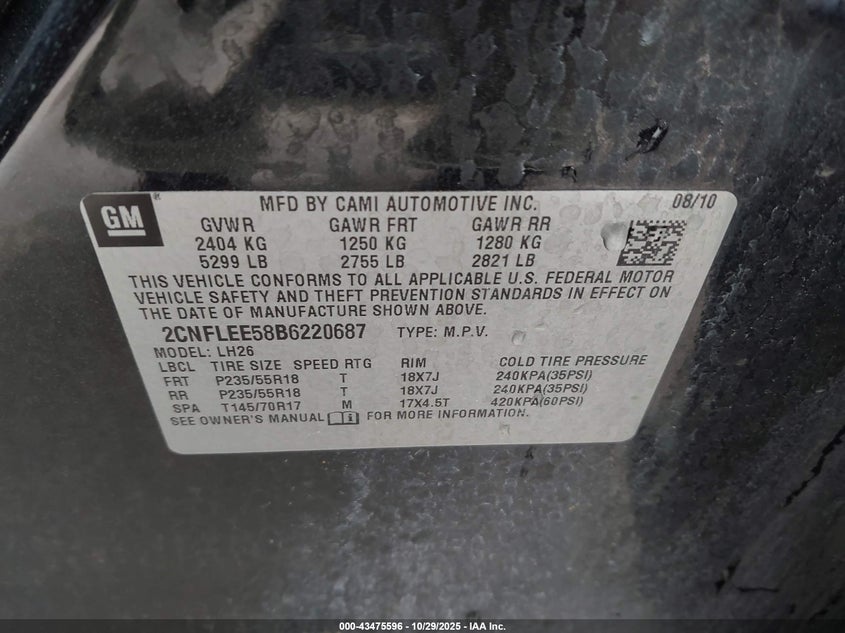 GM
MFD BY CAMI AUTOMOTIVE INC. 08/10
GVWR GAWR FRT GAWR RR
2404 KG 1250 KG 1280 KG
5299 LB 2755 LB 2821 LB
THIS VEHICLE CONFORMS TO ALL APPLICABLE U.S. FEDERAL MOTOR
VEHICLE SAFETY AND THEFT PREVENTION STANDARDS IN EFFECT ON
THE DATE OF MANUFACTURE SHOWN ABOVE.
2CNFLEE58B6220687 TYPE: M.P.V.
MODEL: LH26
LBCL TIRE SIZE SPEED RTG RIM COLD TIRE PRESSURE
FRT P235/55R18 T 18X7J 240KPA(35PSI)
RR P235/55R18 T 18X7J 240KPA(35PSI)
SPA T145/70R17 M 17X4.5T 420KPA(60PSI)
SEE OWNER'S MANUAL FOR MORE INFORMATION.
000-43475596 - 10/29/2025 - IAA Inc.